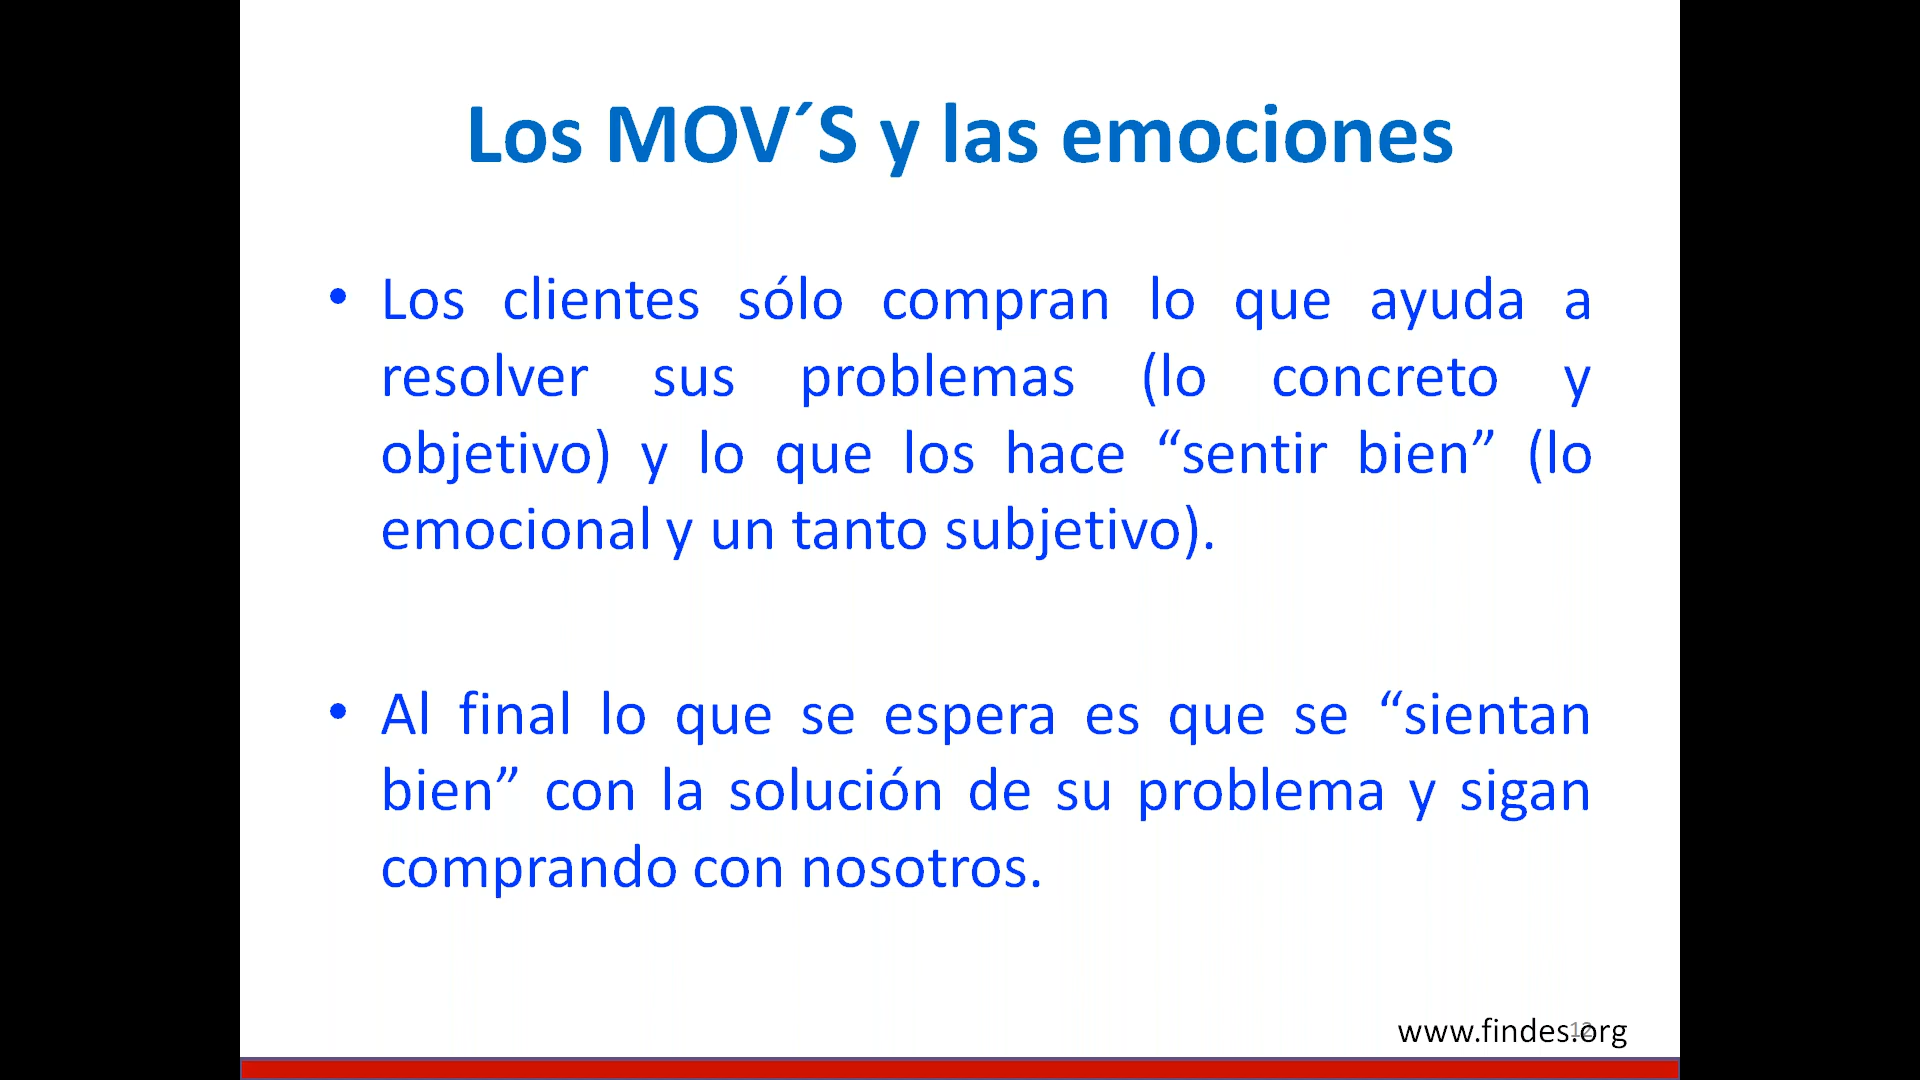 Los MOV´S y las emociones
• Los clientes sólo compran lo que ayuda a
resolver sus problemas (lo concreto y
objetivo) y lo que los hace “sentir bien” (lo
emocional y un tanto subjetivo).
• Al final lo que se espera es que se “sientan
bien” con la solución de su problema y sigan
comprando con nosotros.
www.findes.org
12